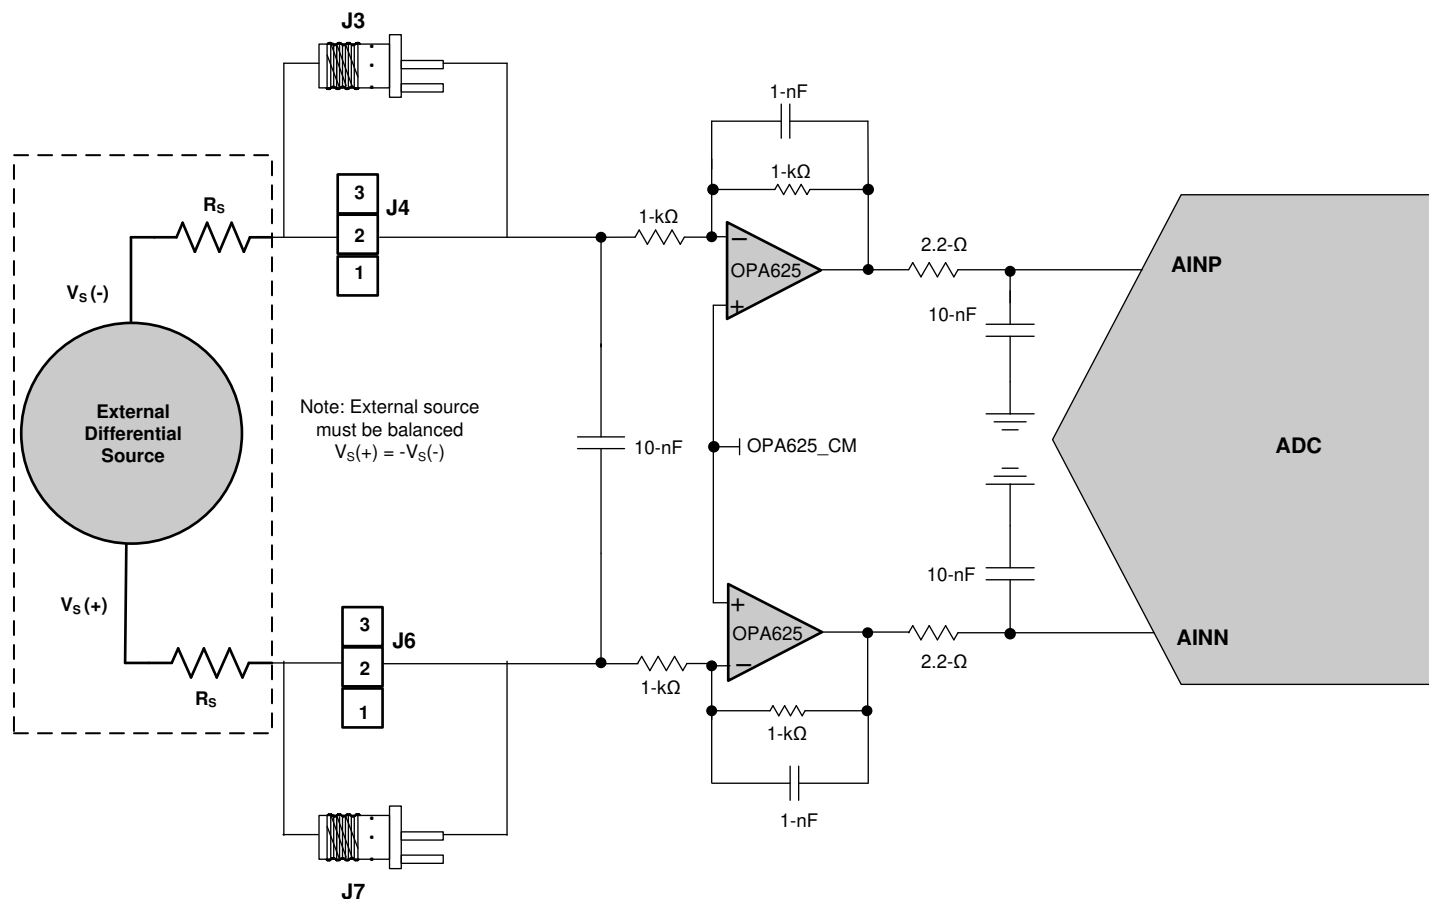 J3
1-nF
3
J4
2
1
R_S
1-kΩ
1-kΩ
OPA625
2.2-Ω
AINP
V_S (-)
10-nF
External
Differential
Source
Note: External source
must be balanced
V_S(+) = -V_S(-)
10-nF
OPA625_CM
ADC
10-nF
V_S (+)
3
J6
2
1
OPA625
AINN
2.2-Ω
R_S
1-kΩ
1-kΩ
1-nF
J7